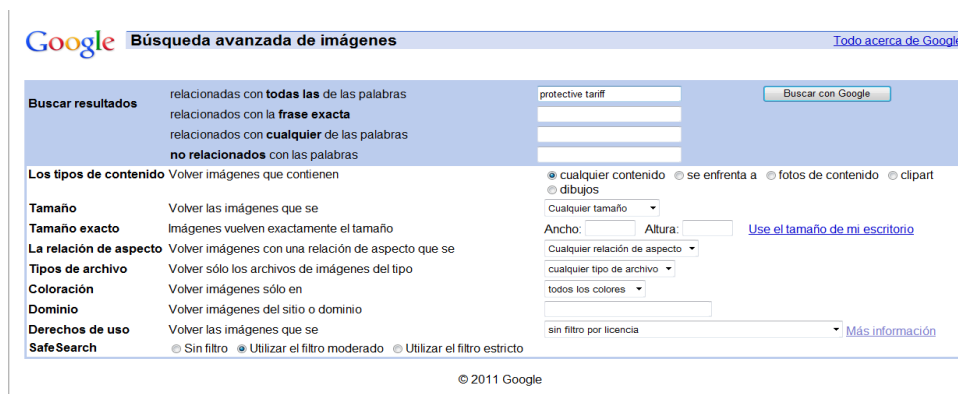 Google Búsqueda avanzada de imágenes Todo acerca de Google
Buscar resultados relacionadas con todas las de las palabras protective tariff Buscar con Google
relacionados con la frase exacta
relacionados con cualquier de las palabras
no relacionados con las palabras
Los tipos de contenido Volver imágenes que contienen cualquier contenido se enfrenta a fotos de contenido clipart
dibujos
Tamaño Volver las imágenes que se Cualquier tamaño
Tamaño exacto Imágenes vuelven exactamente el tamaño Ancho: Altura: Use el tamaño de mi escritorio
La relación de aspecto Volver imágenes con una relación de aspecto que se Cualquier relación de aspecto
Tipos de archivo Volver sólo los archivos de imágenes del tipo cualquier tipo de archivo
Coloración Volver imágenes sólo en todos los colores
Dominio Volver imágenes del sitio o dominio
Derechos de uso Volver las imágenes que se sin filtro por licencia Más información
SafeSearch Sin filtro Utilizar el filtro moderado Utilizar el filtro estricto
© 2011 Google